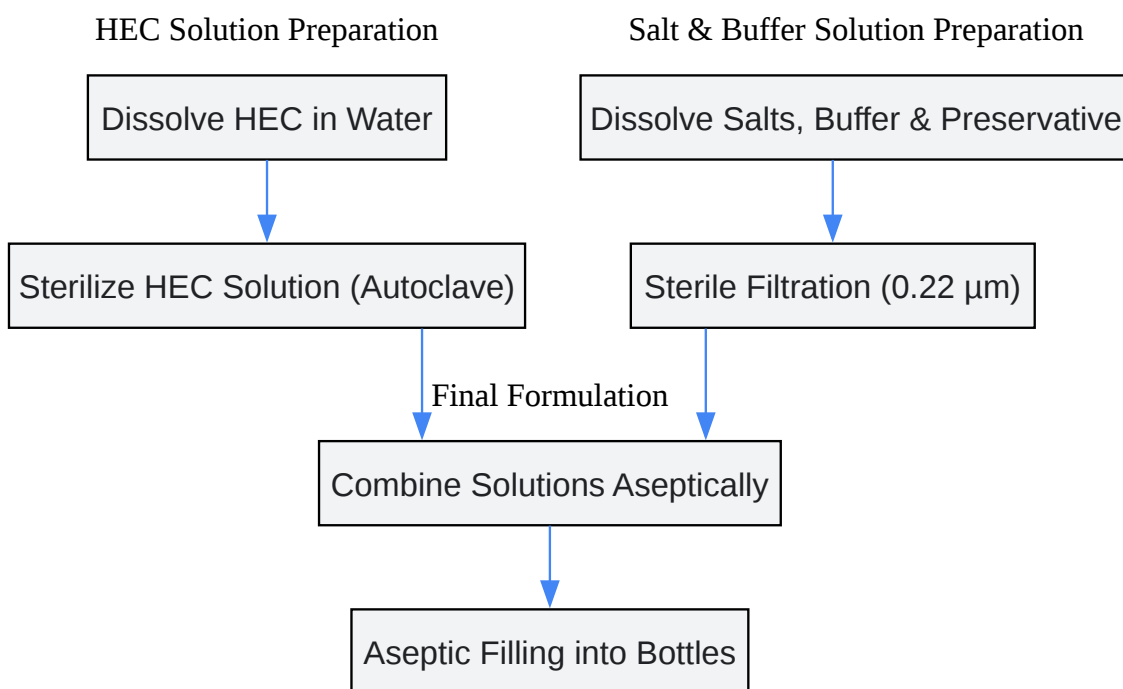 HEC Solution Preparation
Salt & Buffer Solution Preparation
Dissolve HEC in Water
Dissolve Salts, Buffer & Preservative
Sterilize HEC Solution (Autoclave)
Sterile Filtration (0.22 µm)
Final Formulation
Combine Solutions Aseptically
Aseptic Filling into Bottles